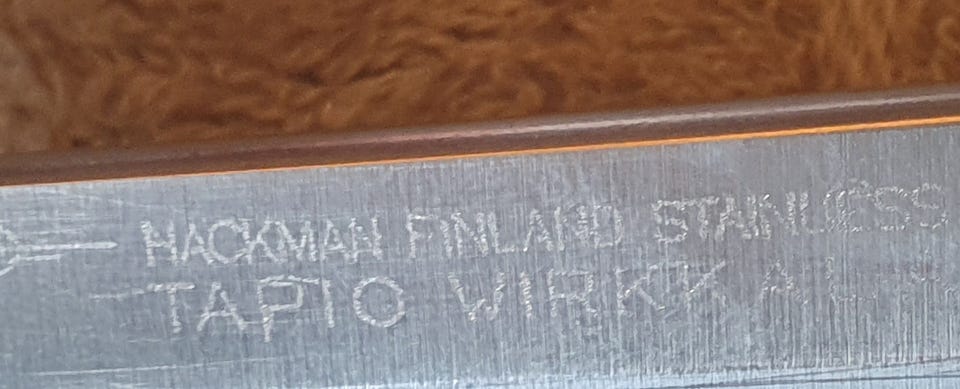 HACKMAN FINLAND STAINLESS
TAPIO WIRKKALA